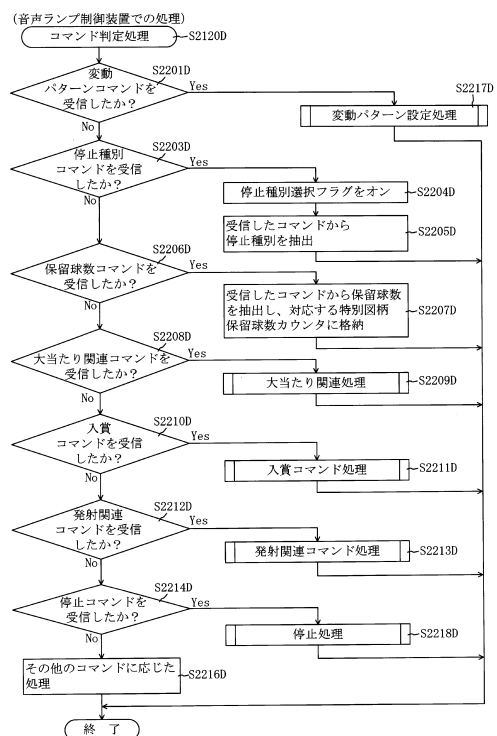 (音声ランプ制御装置での処理)
コマンド判定処理
S2120D
変動
パターンコマンドを
受信したか？
S2201D
Yes
No
変動パターン設定処理
S2217D
停止種別
コマンドを受信
したか？
S2203D
Yes
No
停止種別選択フラグをオン
S2204D
受信したコマンドから
停止種別を抽出
S2205D
保留球数コマンドを
受信したか？
S2206D
Yes
No
受信したコマンドから保留球数
を抽出し、対応する特別図柄
保留球数カウンタに格納
S2207D
大当たり関連コマンドを
受信したか？
S2208D
Yes
No
大当たり関連処理
S2209D
入賞
コマンドを受信
したか？
S2210D
Yes
No
入賞コマンド処理
S2211D
発射関連
コマンドを受信
したか？
S2212D
Yes
No
発射関連コマンド処理
S2213D
停止コマンドを
受信したか？
S2214D
Yes
No
停止処理
S2218D
その他のコマンドに応じた
処理
S2216D
終 了